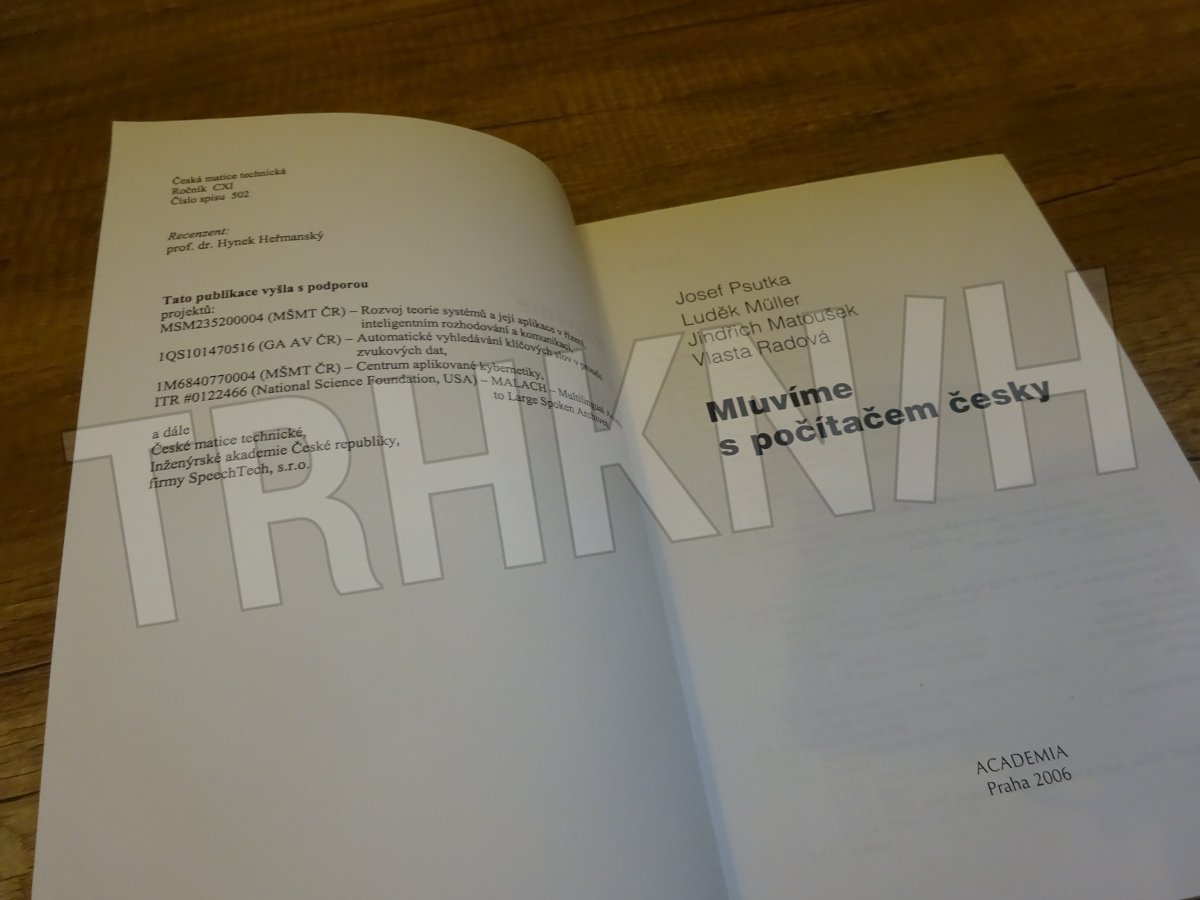 Česká matice technická
Ročník CXI
Číslo spisu 502
Recenzent:
prof. dr. Hynek Heřmanský
Tato publikace vyšla s podporou
projektů:
MSM235200004 (MŠMT ČR) – Rozvoj teorie systémů a její aplikace v řízení,
inteligentním rozhodování a komunikaci,
1QS101470516 (GA AV ČR) – Automatické vyhledávání klíčových slov v proudu
zvukových dat,
1M6840770004 (MŠMT ČR) – Centrum aplikované kybernetiky,
ITR #0122466 (National Science Foundation, USA) – MALACH – Multilingual
to Large Spoken Archives,
a dále
České matice technické,
Inženýrské akademie České republiky,
firmy SpeechTech, s.r.o.
Josef Psutka
Luděk Müller
Jindřich Matoušek
Vlasta Radová
Mluvíme
s počítačem česky
ACADEMIA
Praha 2006
TRHKN/H